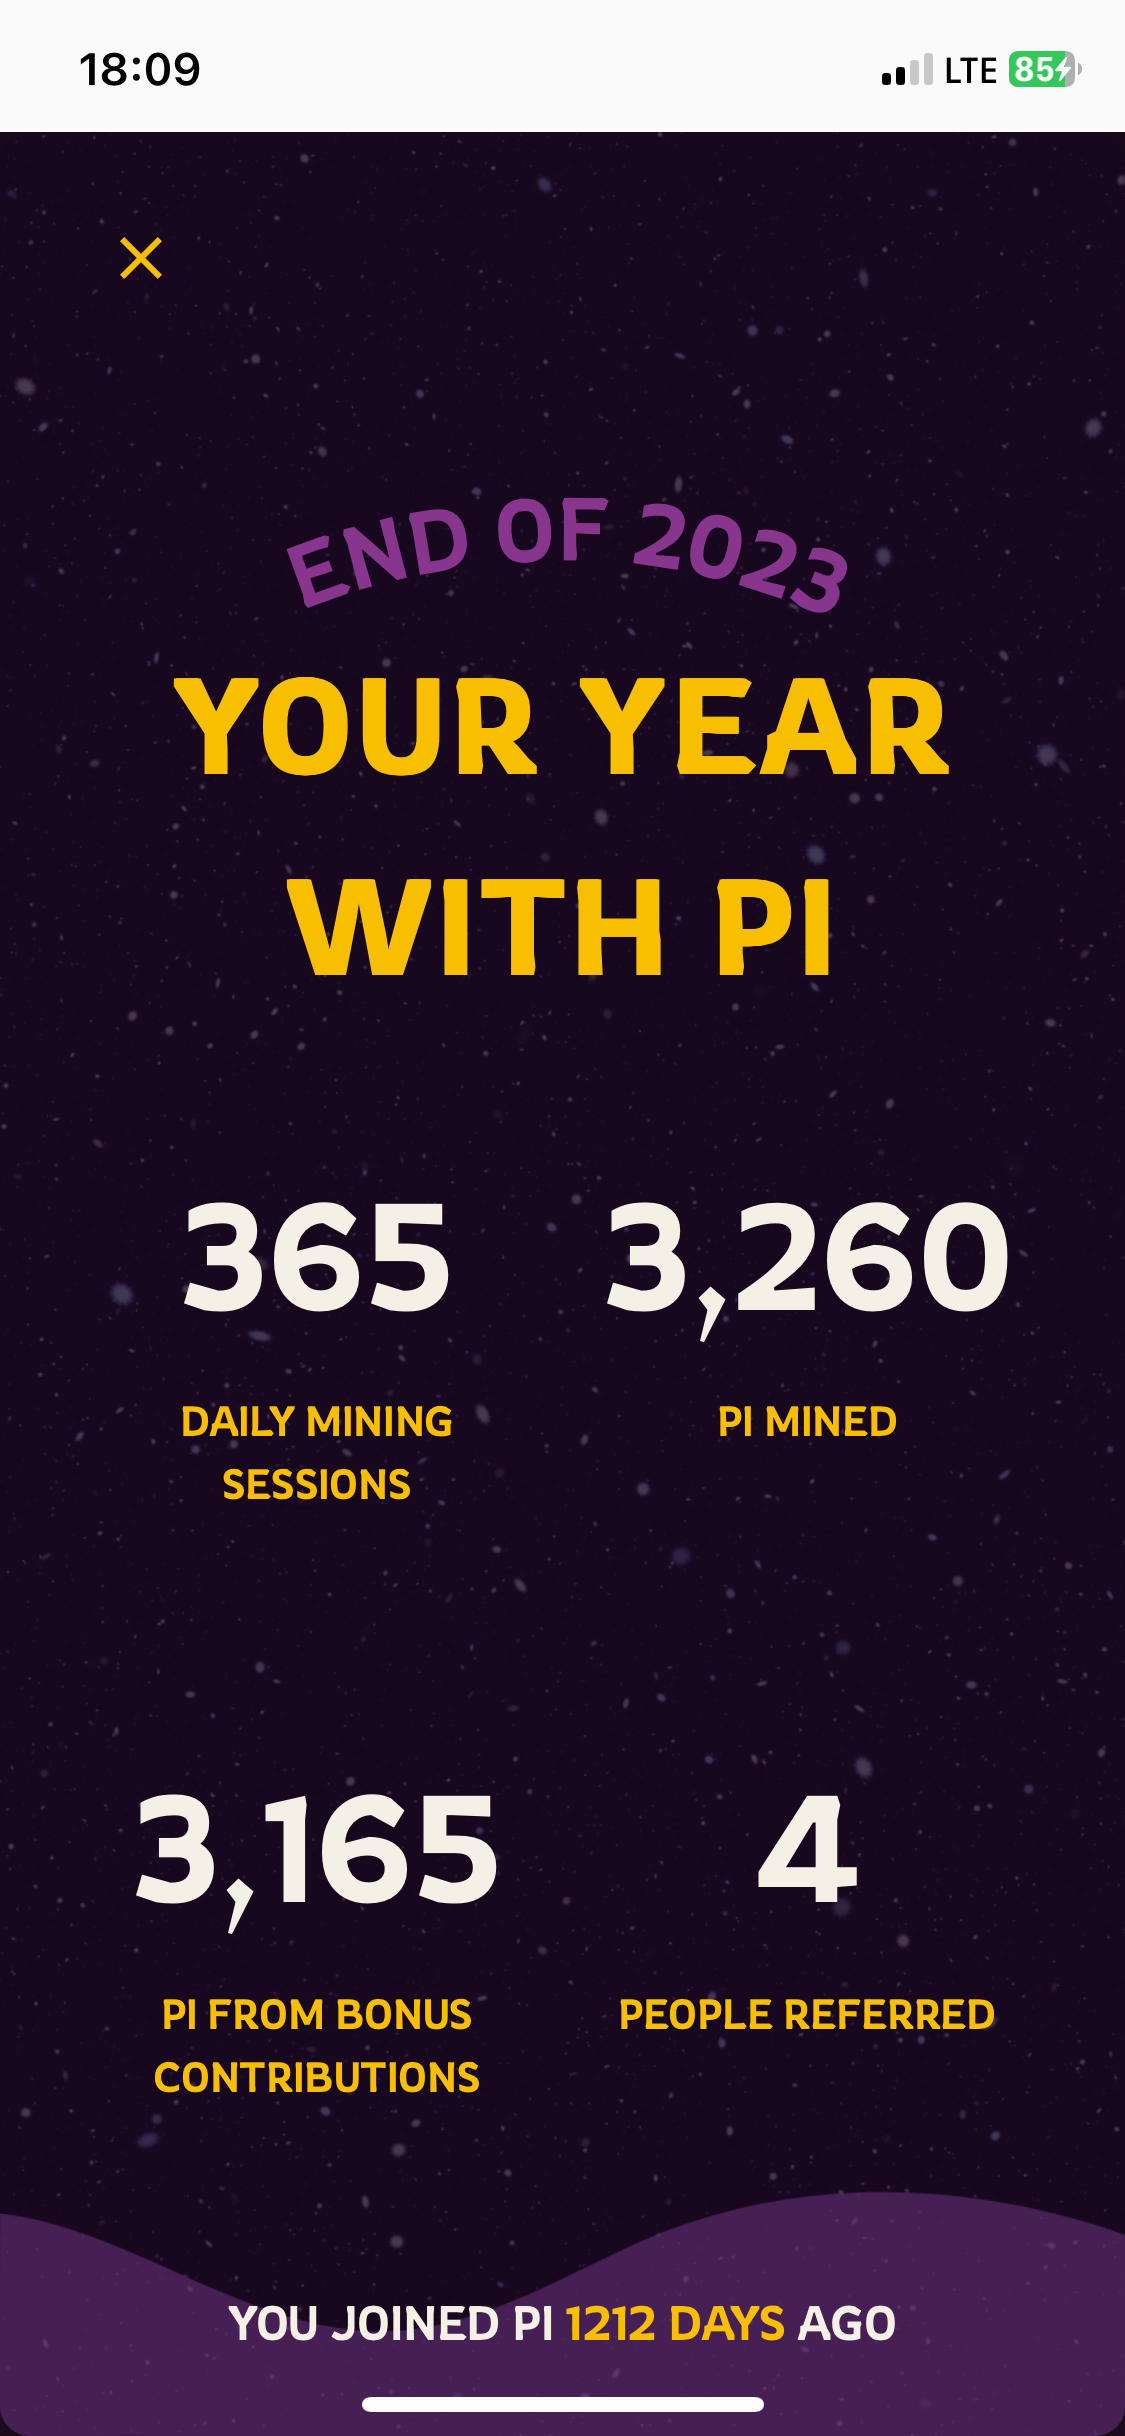 18:09
LTE 85
END OF 2023
YOUR YEAR
WITH PI
365
3,260
DAILY MINING
SESSIONS
PI MINED
3,165
4
PI FROM BONUS
CONTRIBUTIONS
PEOPLE REFERRED
YOU JOINED PI 1212 DAYS AGO